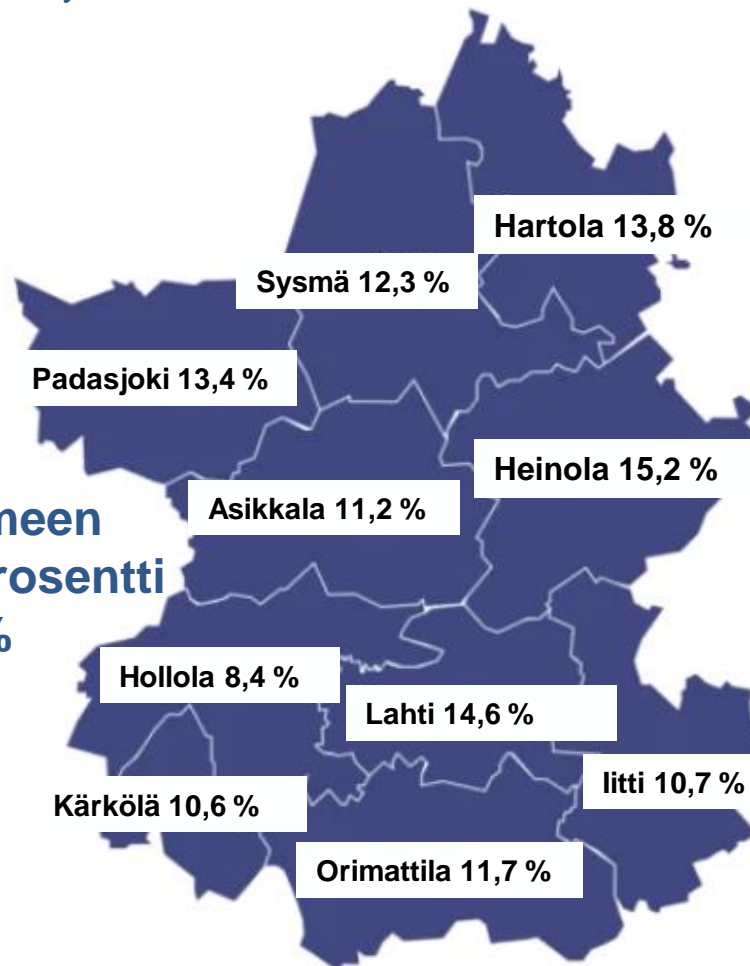 Hartola 13,8 %
Sysmä 12,3 %
Padasjoki 13,4 %
Heinola 15,2 %
Asikkala 11,2 %
meen
rosentti
%
Hollola 8,4 %
Lahti 14,6 %
Iitti 10,7 %
Kärkölä 10,6 %
Orimattila 11,7 %